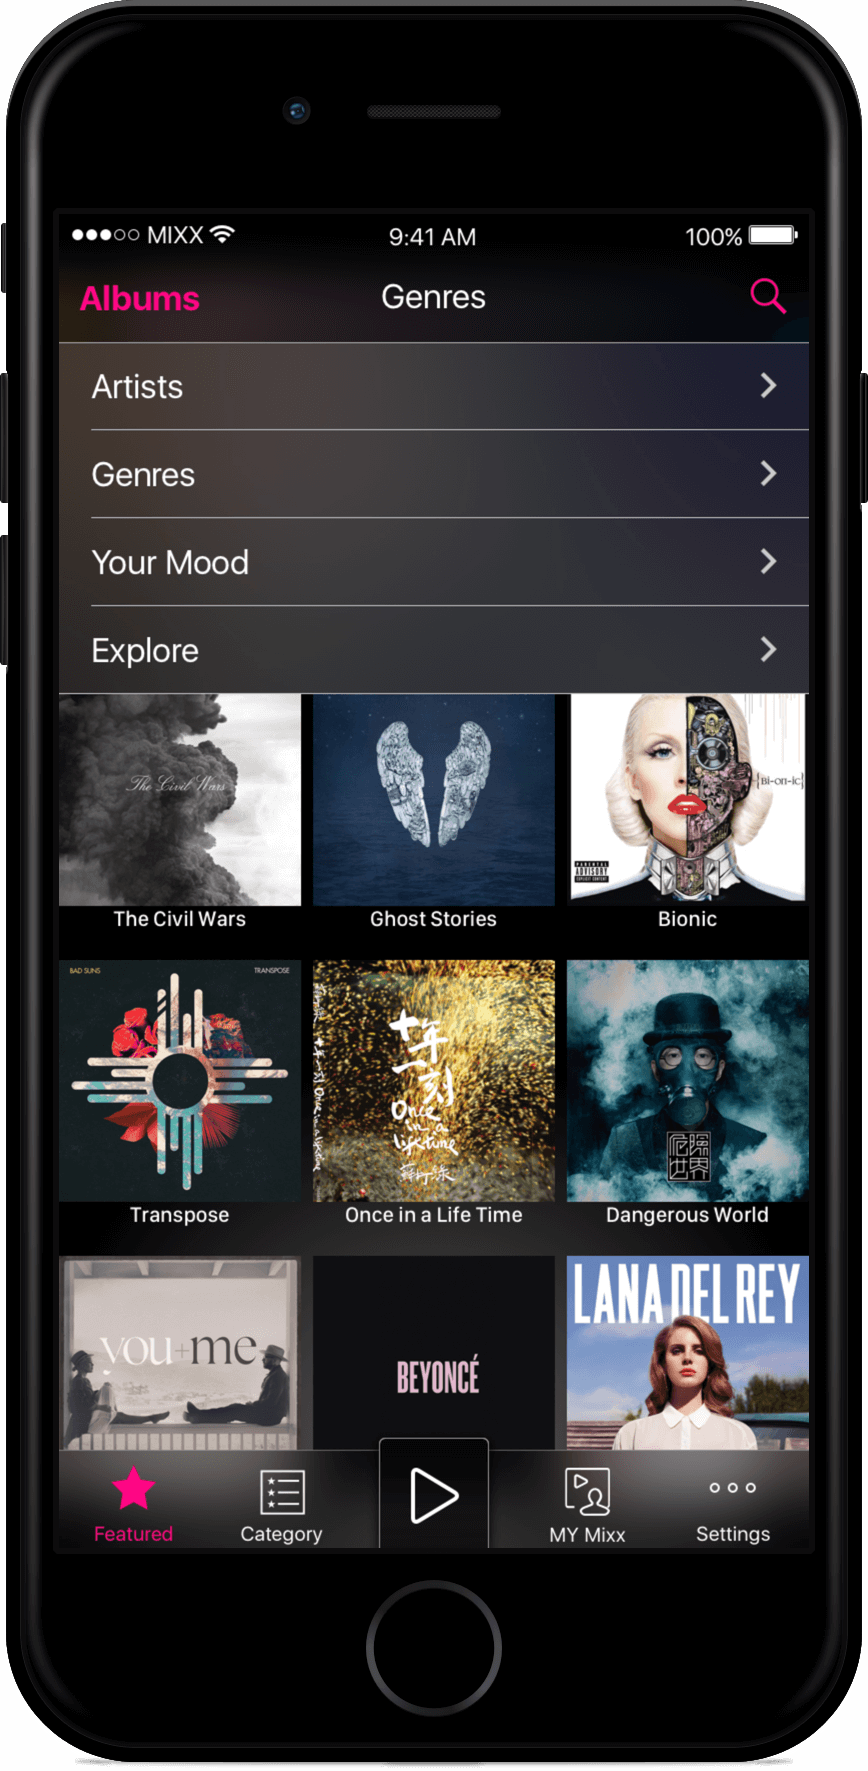 MIXX
9:41 AM
100%
Albums
Genres
Artists
Genres
Your Mood
Explore
The Civil Wars
{Bi-on-ic}
PARENTAL
ADVISORY
EXPLICIT CONTENT
The Civil Wars
Ghost Stories
Bionic
BAD SUNS
TRANSPOSE
十年一刻
Once
in a
lifetime
危險
世界
Transpose
Once in a Life Time
Dangerous World
you+me
BEYONCÉ
LANA DEL REY
Featured
Category
MY Mixx
Settings